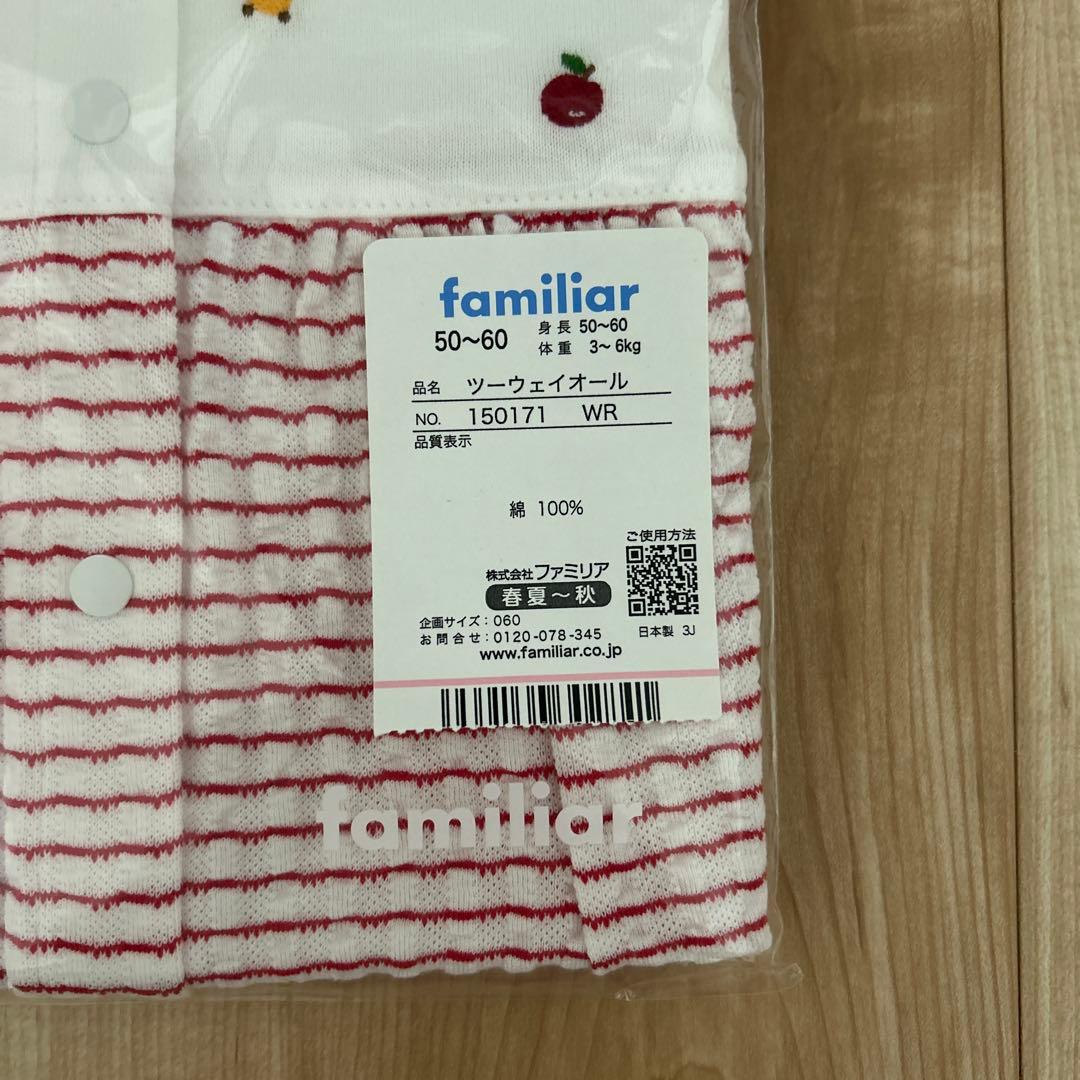 familiar
50〜60
身長 50〜60
体重 3〜6kg
品名 ツーウェイオール
NO. 150171 WR
品質表示
綿 100%
ご使用方法
株式会社ファミリア
春夏〜秋
企画サイズ：060
お問合せ：0120-078-345
日本製 3J
www.familiar.co.jp
familiar